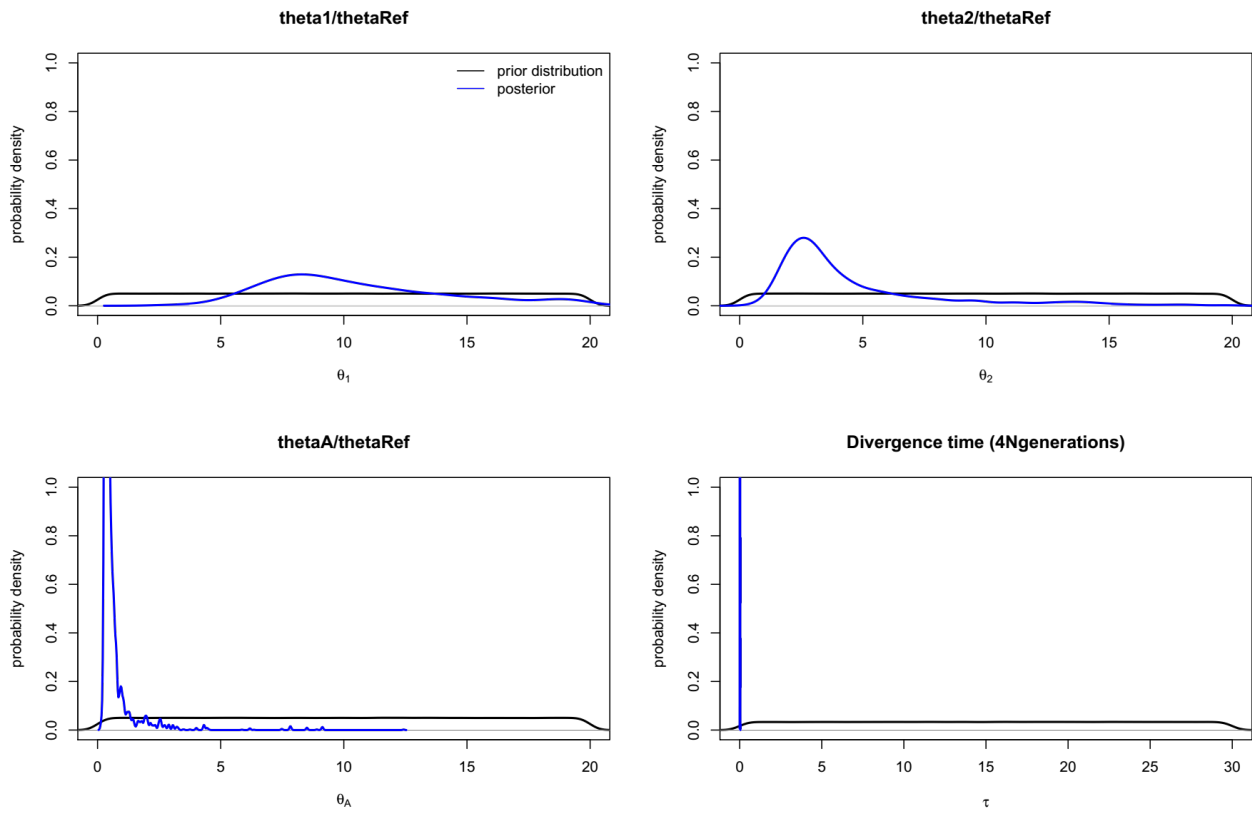 theta1/thetaRef
probability density
0.0 0.2 0.4 0.6 0.8 1.0
prior distribution
posterior
0 5 10 15 20
θ1
theta2/thetaRef
probability density
0.0 0.2 0.4 0.6 0.8 1.0
0 5 10 15 20
θ2
thetaA/thetaRef
probability density
0.0 0.2 0.4 0.6 0.8 1.0
0 5 10 15 20
θA
Divergence time (4Ngenerations)
probability density
0.0 0.2 0.4 0.6 0.8 1.0
0 5 10 15 20 25 30
τ